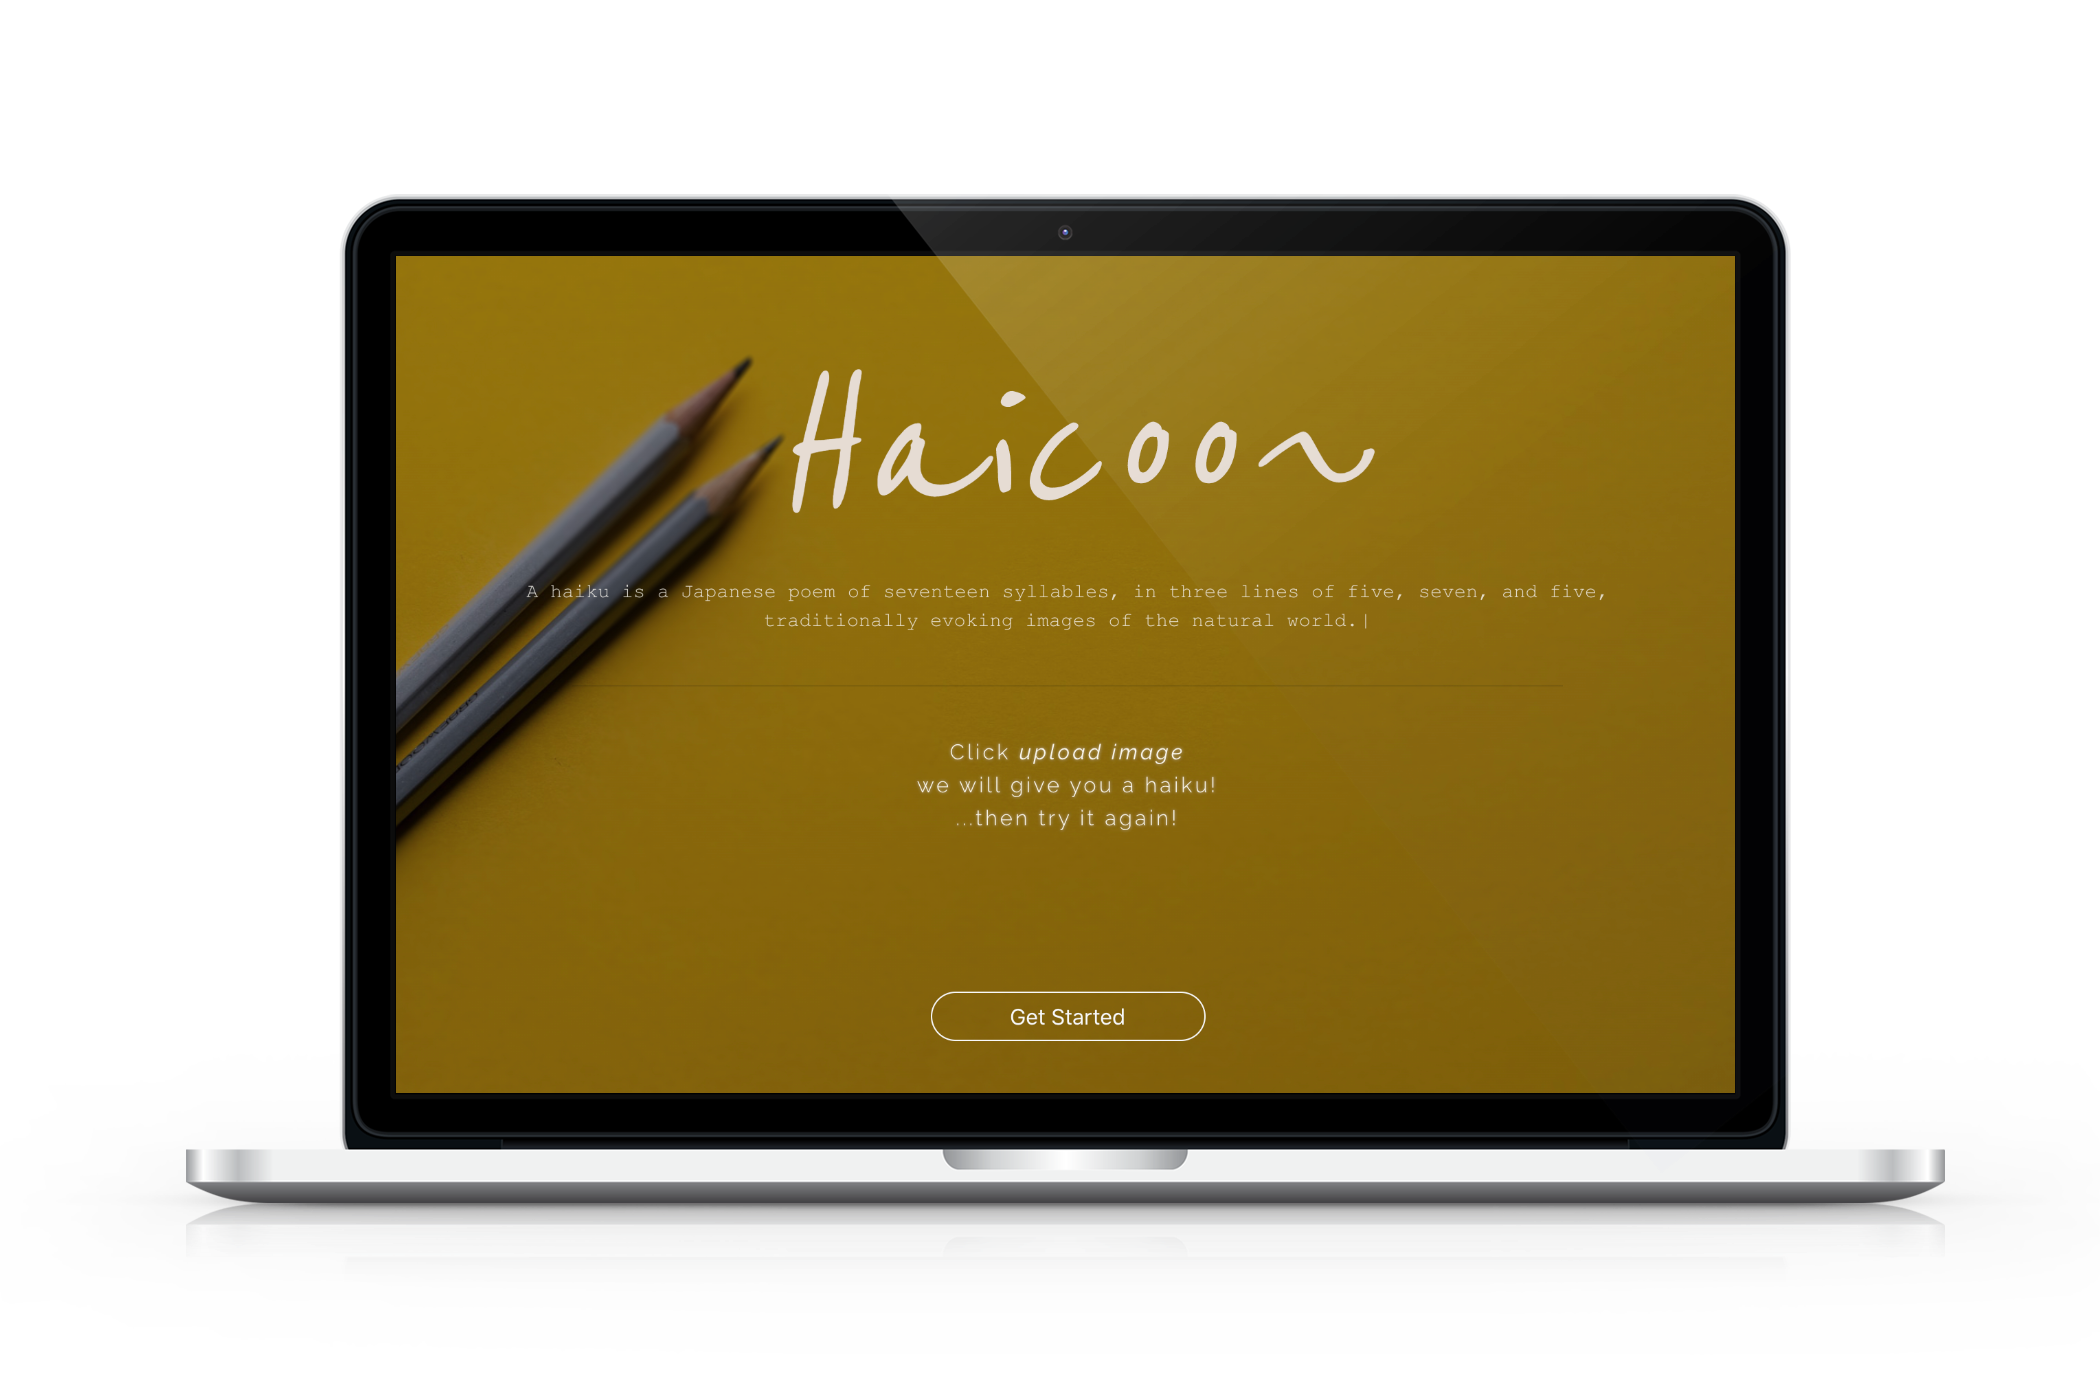 Haicoo~
A haiku is a Japanese poem of seventeen syllables, in three lines of five, seven, and five,
traditionally evoking images of the natural world.|
Click upload image
we will give you a haiku!
...then try it again!
Get Started